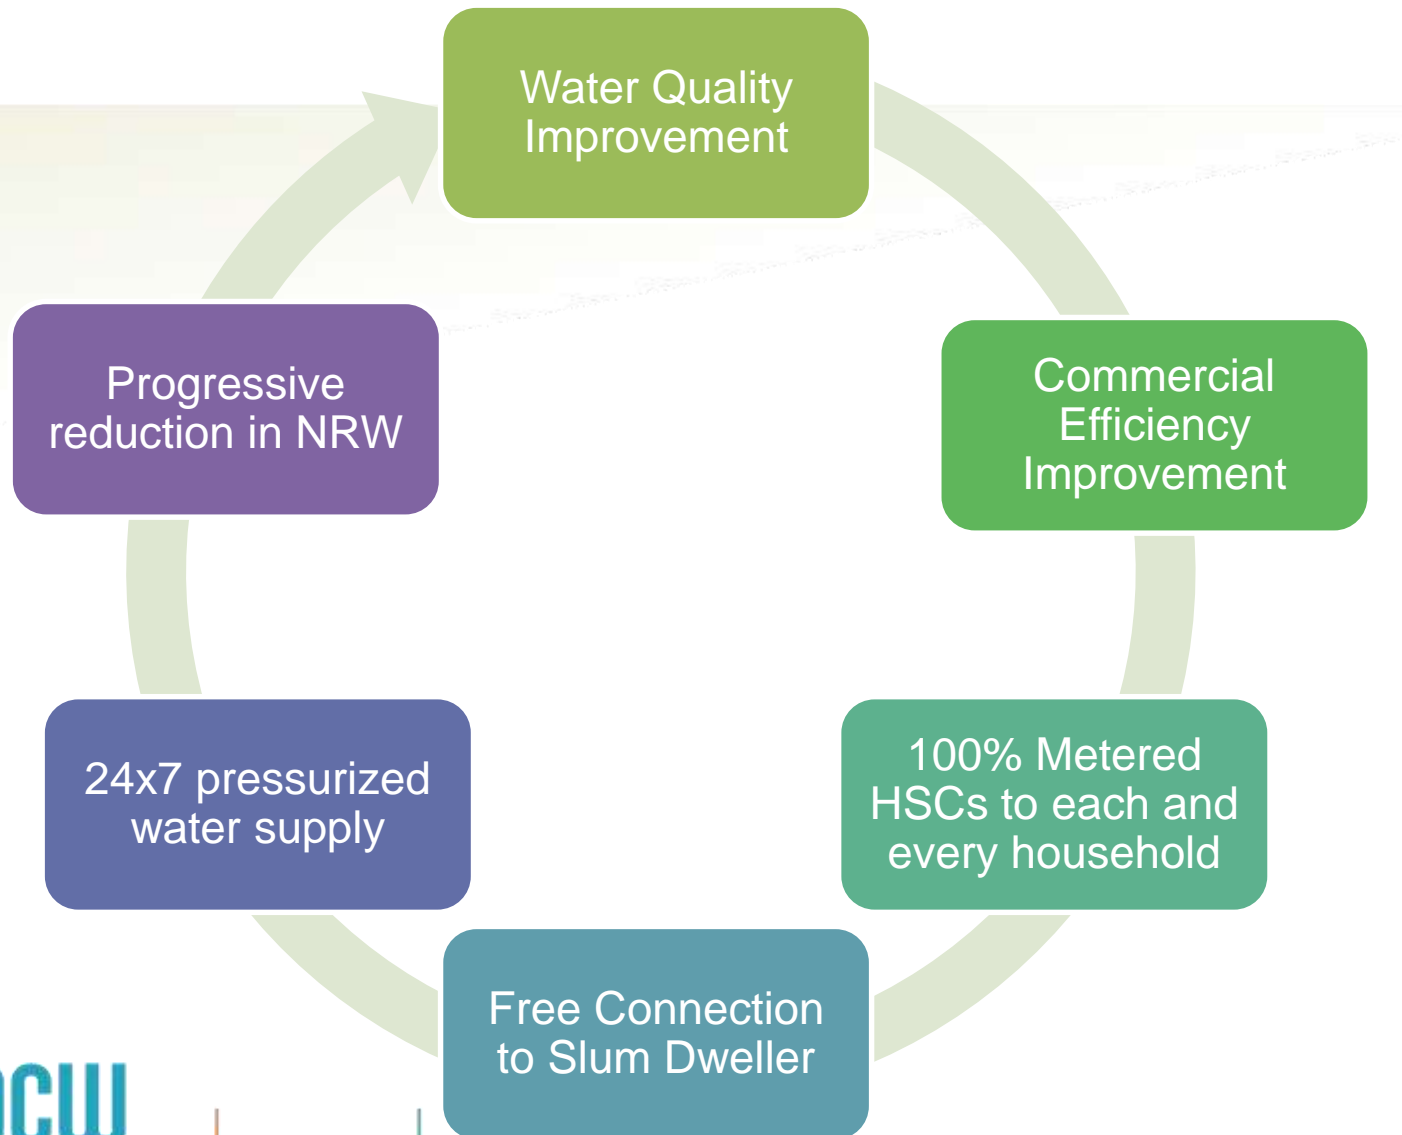 Water Quality
Improvement
Commercial
Efficiency
Improvement
100% Metered
HSCs to each and
every household
Free Connection
to Slum Dweller
24x7 pressurized
water supply
Progressive
reduction in NRW